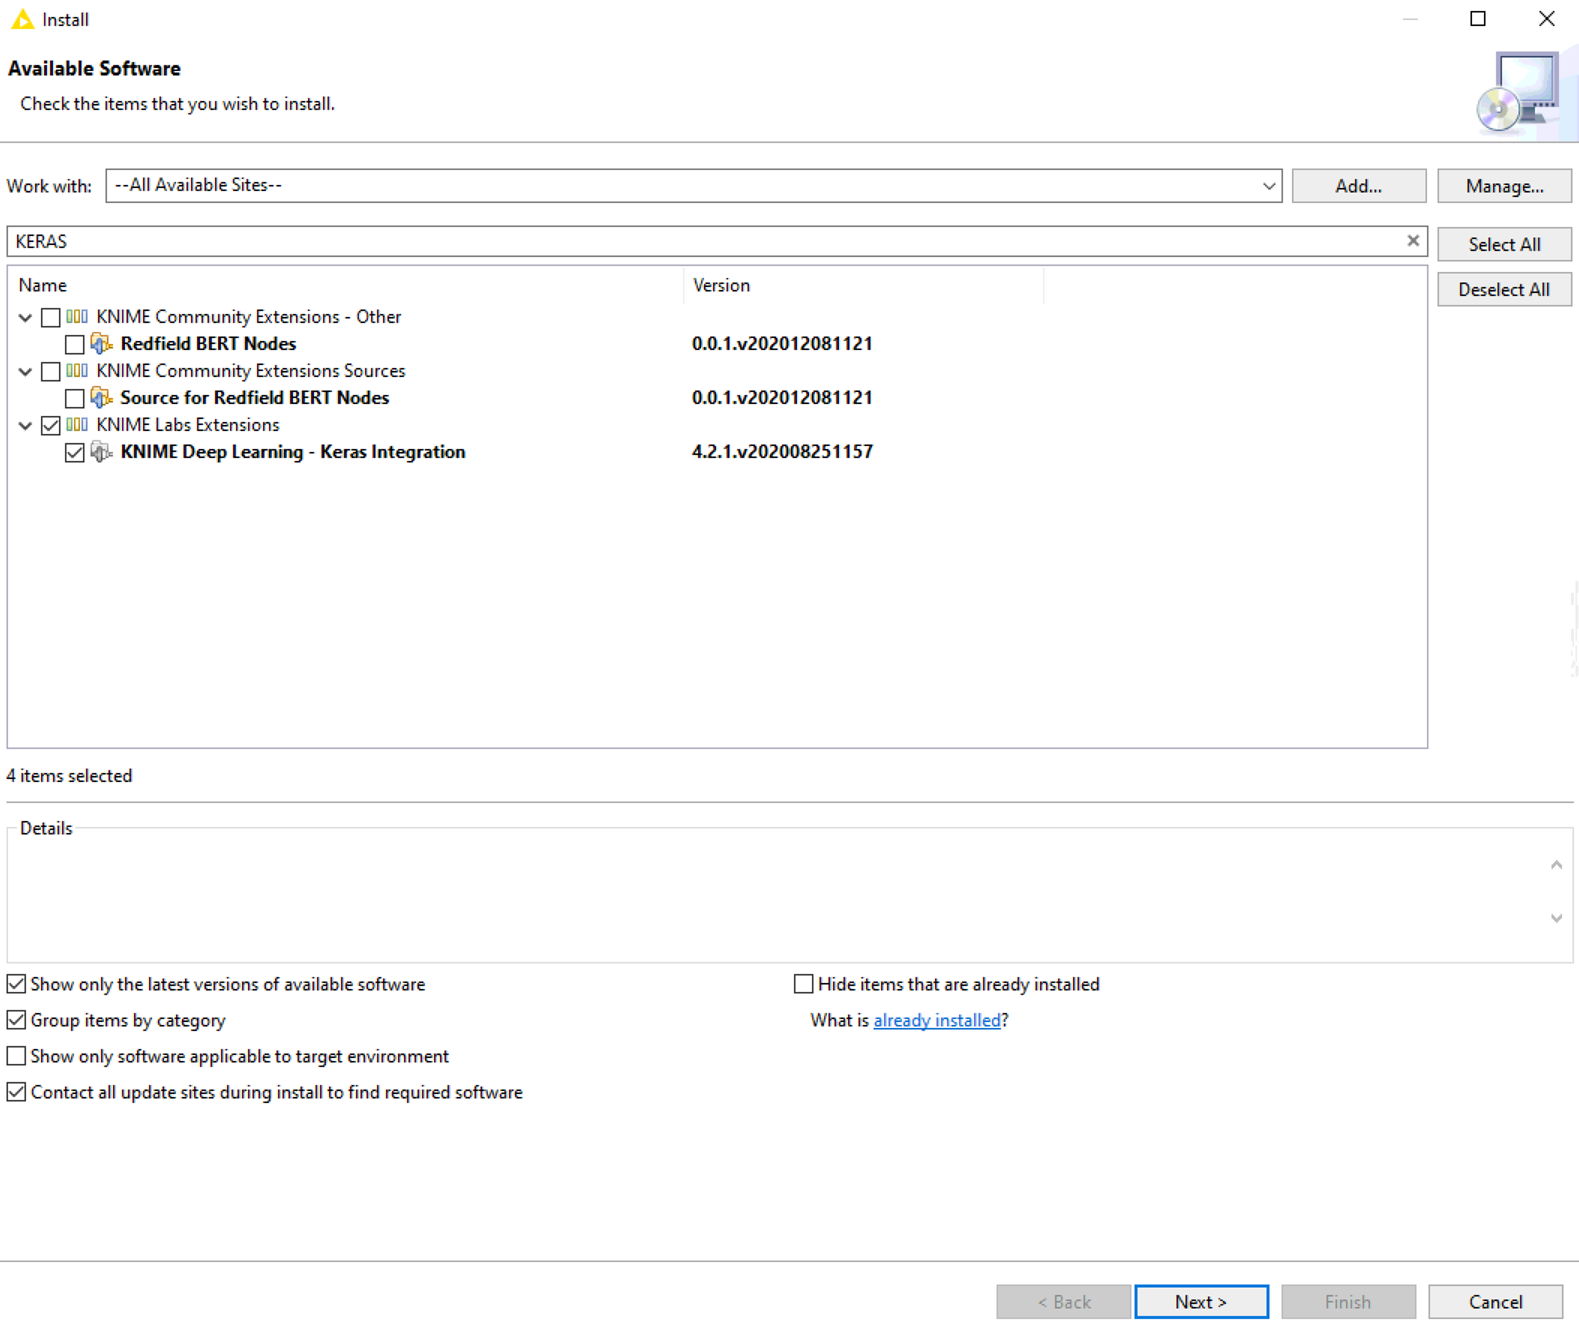 Install
Available Software
Check the items that you wish to install.
Work with: --All Available Sites-- Add... Manage...
KERAS Select All
Deselect All
Name Version
KNIME Community Extensions - Other
Redfield BERT Nodes 0.0.1.v202012081121
KNIME Community Extensions Sources
Source for Redfield BERT Nodes 0.0.1.v202012081121
KNIME Labs Extensions
KNIME Deep Learning - Keras Integration 4.2.1.v202008251157
4 items selected
Details
Show only the latest versions of available software Hide items that are already installed
Group items by category What is already installed?
Show only software applicable to target environment
Contact all update sites during install to find required software
< Back Next > Finish Cancel